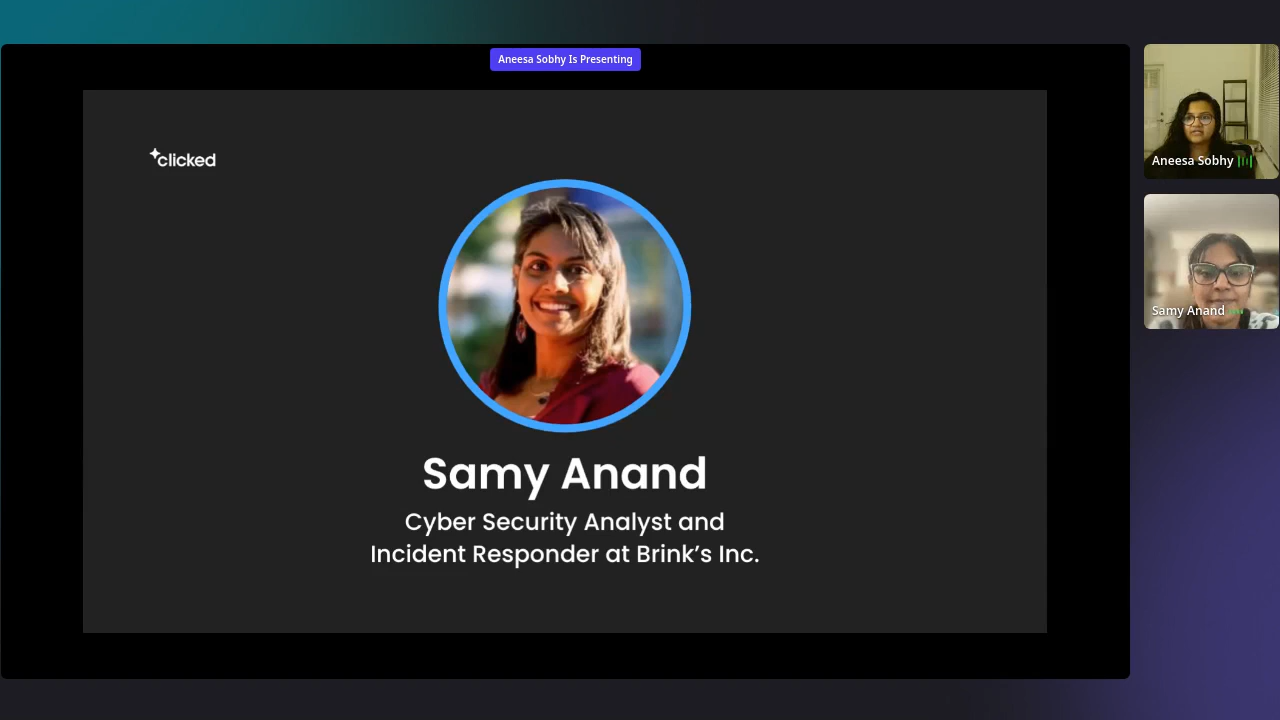 Aneesa Sobhy Is Presenting
clicked
Samy Anand
Cyber Security Analyst and
Incident Responder at Brink’s Inc.
Aneesa Sobhy
Samy Anand